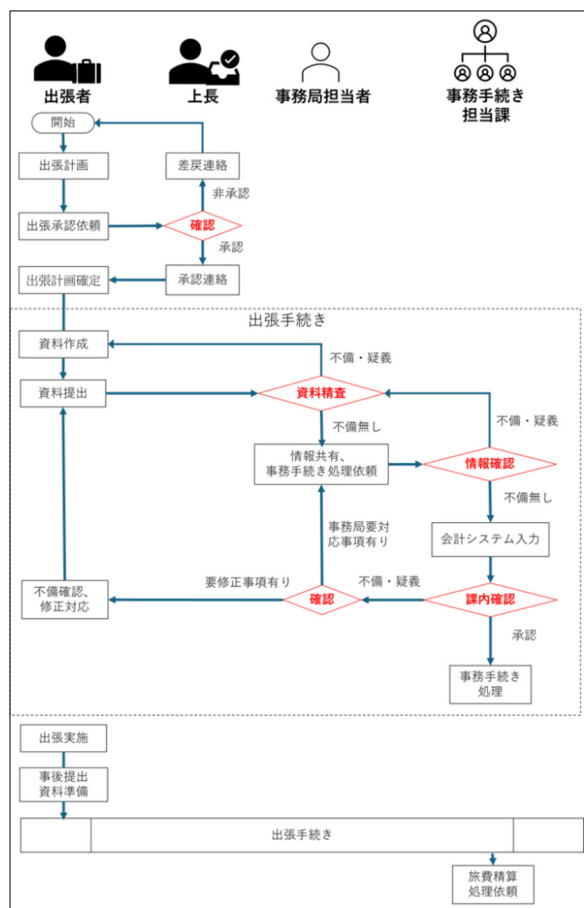 出張者
上長
事務局担当者
事務手続き
担当課
開始
出張計画
差戻連絡
非承認
出張承認依頼
確認
承認
出張計画確定
承認連絡
出張手続き
資料作成
不備・疑義
資料提出
資料精査
不備・疑義
不備無し
情報共有、
事務手続き処理依頼
情報確認
不備無し
事務局要対
応事項有り
会計システム入力
不備確認、
修正対応
要修正事項有り
確認
不備・疑義
課内確認
承認
事務手続き
処理
出張実施
事後提出
資料準備
出張手続き
旅費精算
処理依頼